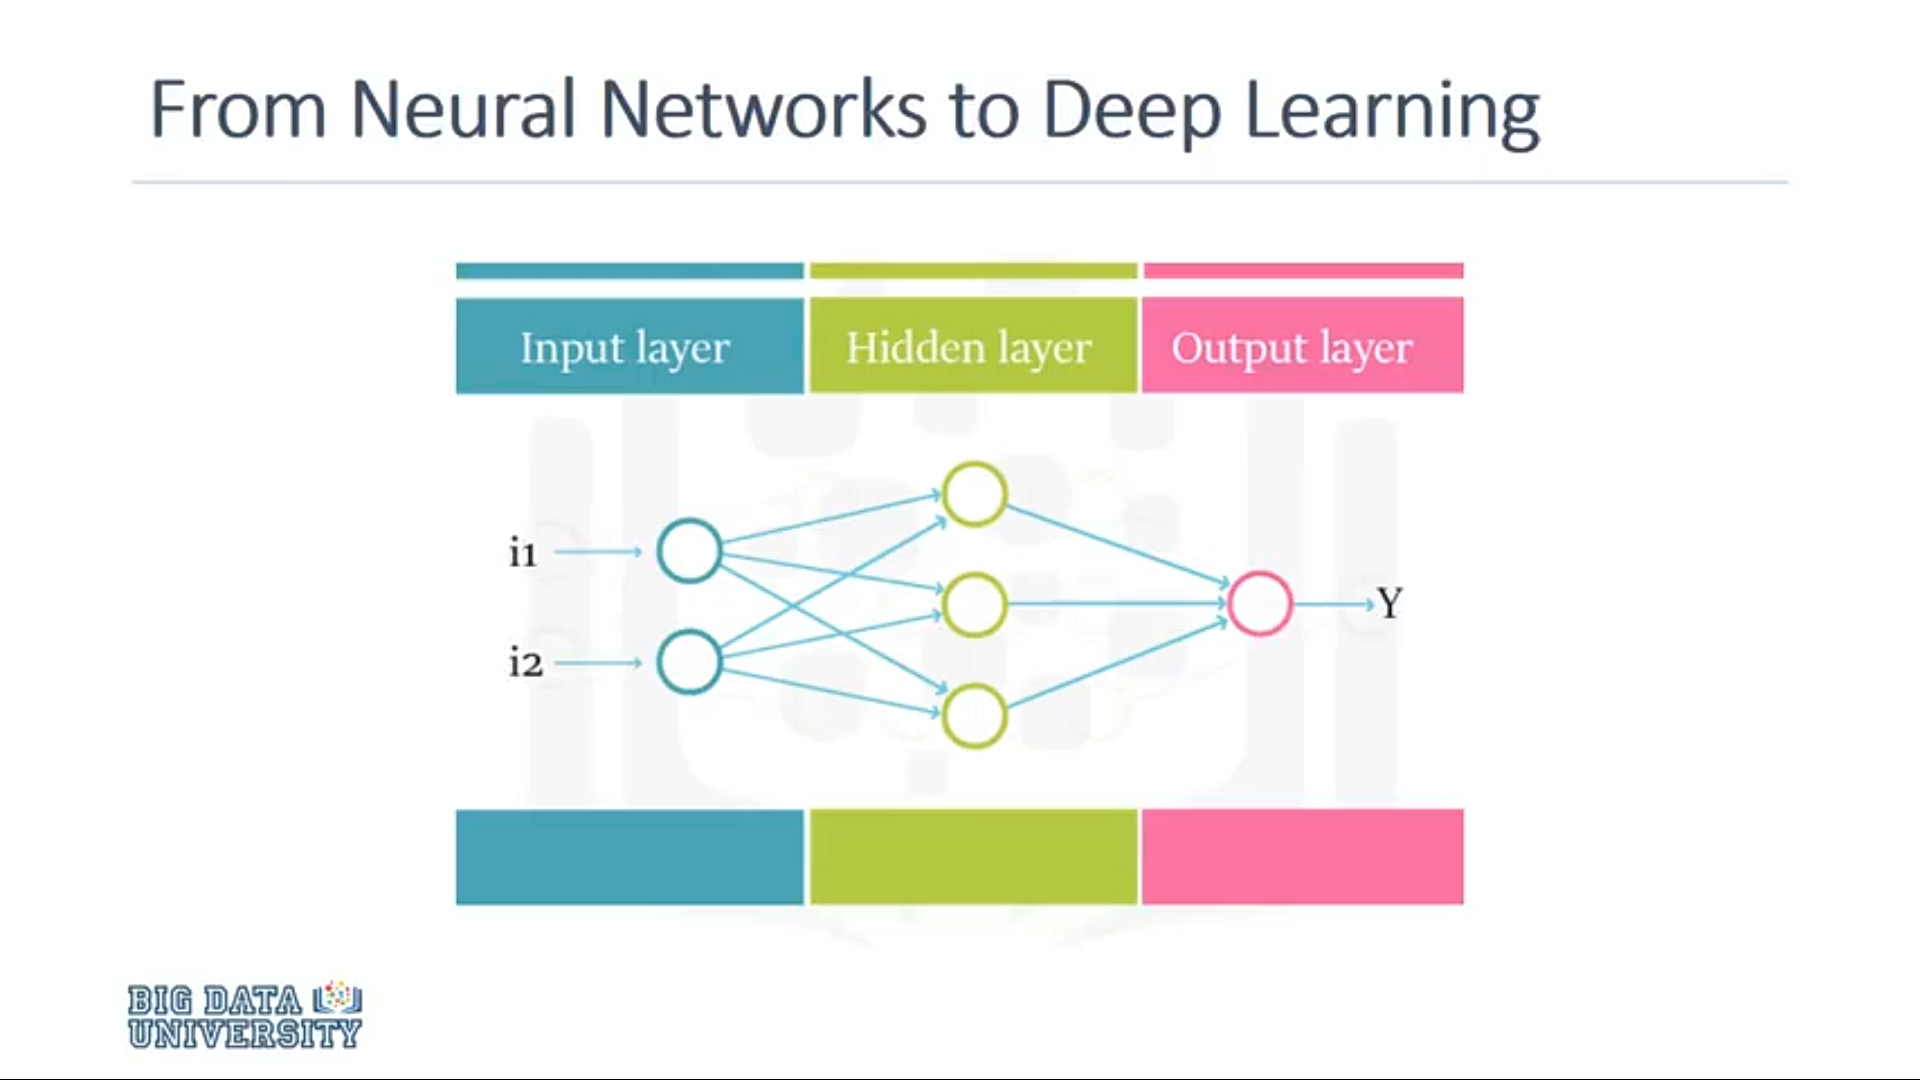 From Neural Networks to Deep Learning
Input layer
Hidden layer
Output layer
i1
i2
Y
BIG DATA
UNIVERSITY